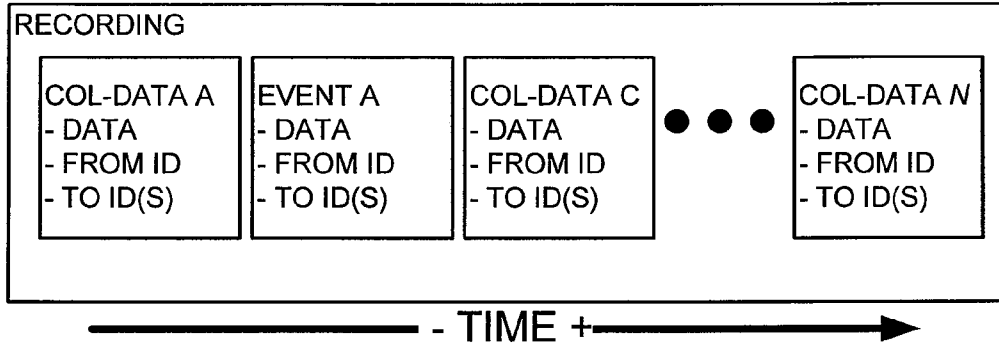 RECORDING
COL-DATA A
- DATA
- FROM ID
- TO ID(S)
EVENT A
- DATA
- FROM ID
- TO ID(S)
COL-DATA C
- DATA
- FROM ID
- TO ID(S)
COL-DATA N
- DATA
- FROM ID
- TO ID(S)
- TIME +